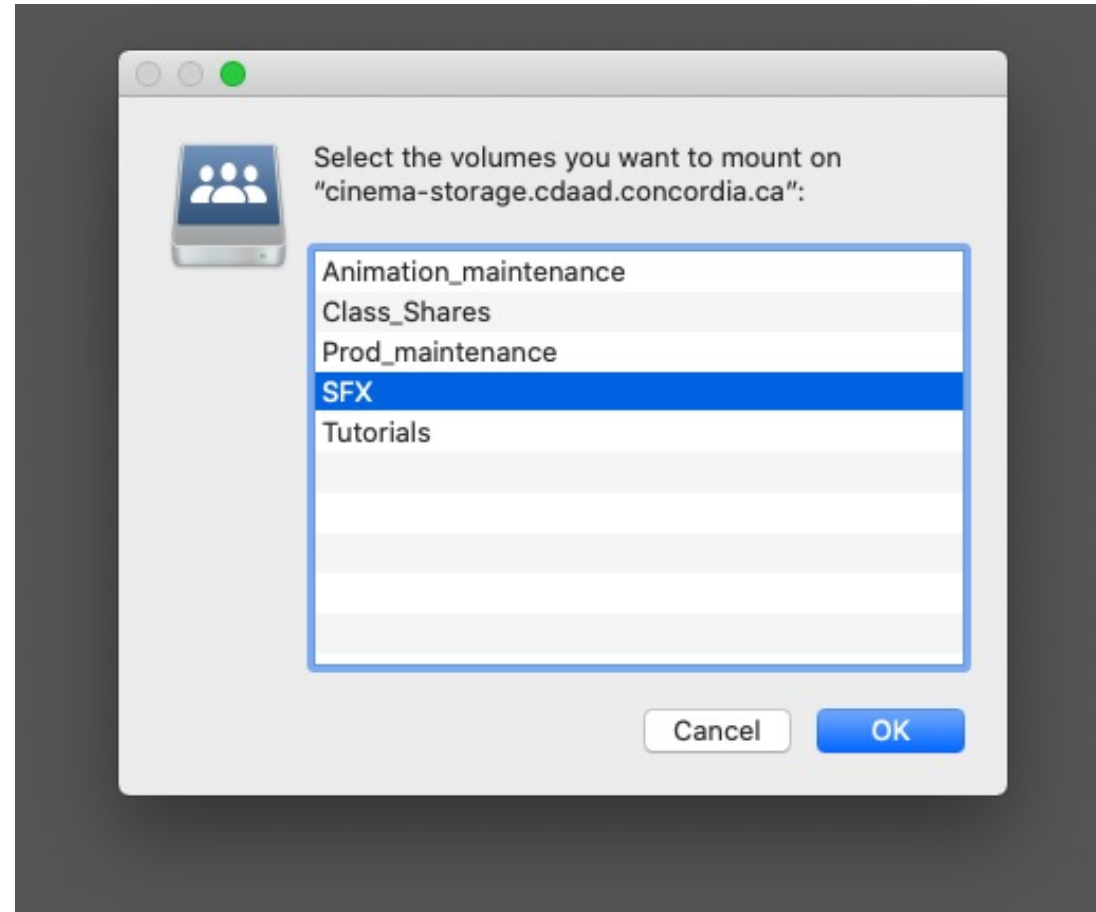 Select the volumes you want to mount on
“cinema-storage.cdaad.concordia.ca”:
Animation_maintenance
Class_Shares
Prod_maintenance
SFX
Tutorials
Cancel OK